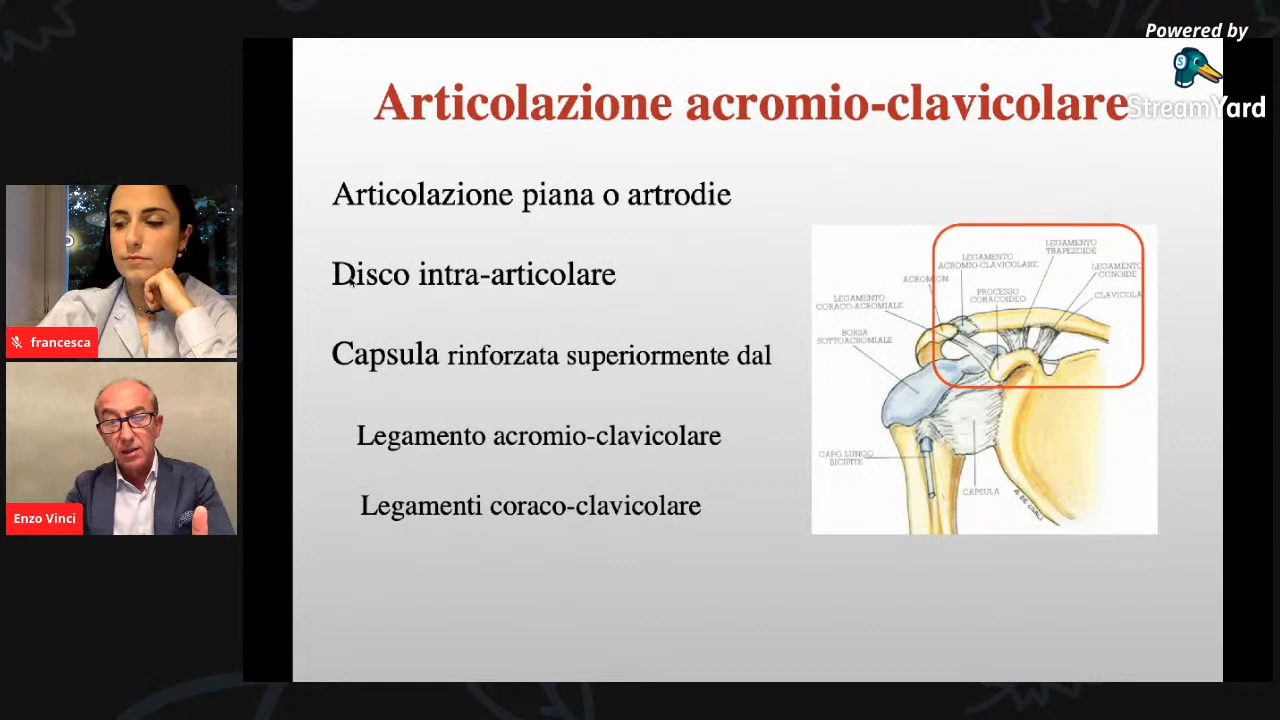 Powered by
StreamYard
Articolazione acromio-clavicolare
Articolazione piana o artrodie
Disco intra-articolare
Capsula rinforzata superiormente dal
Legamento acromio-clavicolare
Legamenti coraco-clavicolare
LEGAMENTO
TRAPEZOIDE
LEGAMENTO
ACROMIO-CLAVICOLARE
LEGAMENTO
CONOIDE
ACROMION
PROCESSO
CORACOIDEO
CLAVICOLA
LEGAMENTO
CORACO-ACROMIALE
BORSA
SOTTOACROMIALE
CAPO LUNGO
BICIPITE
CAPSULA
francesca
Enzo Vinci